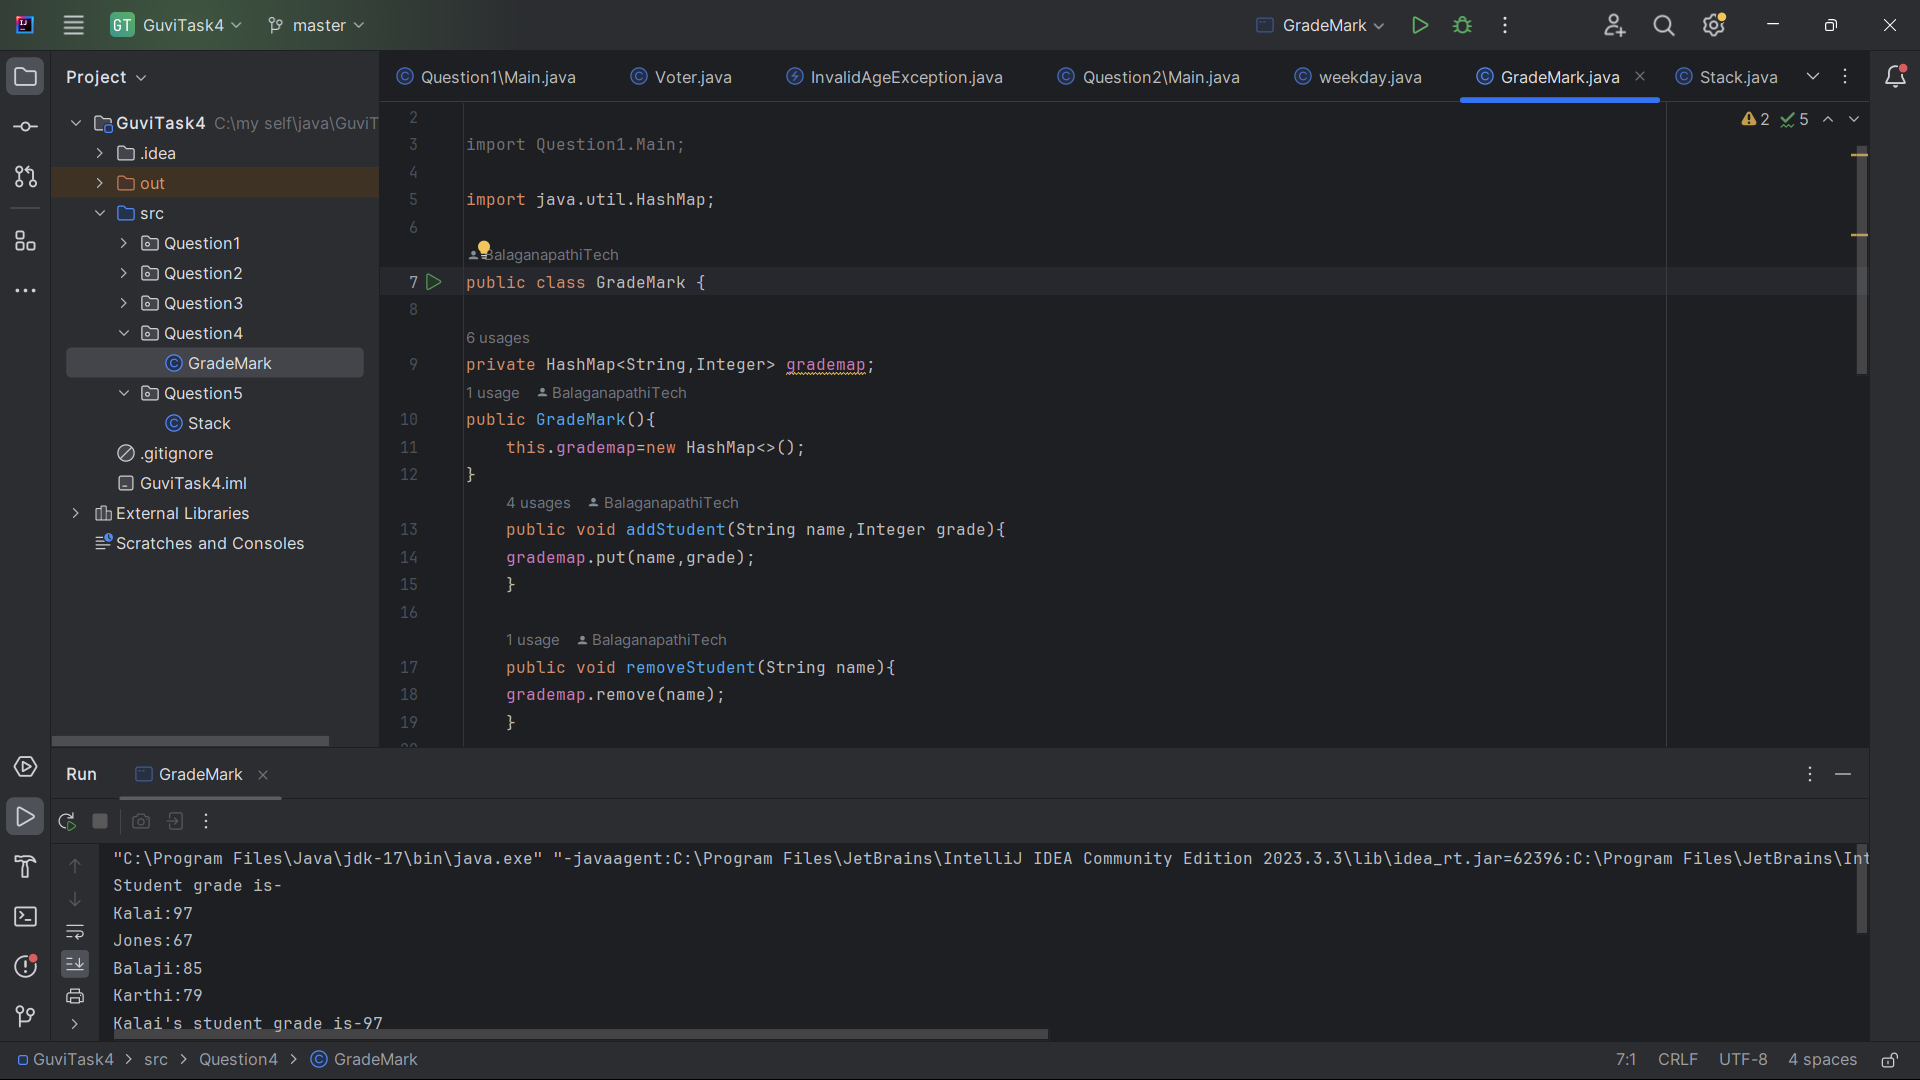 GT GuviTask4 master GradeMark
Project
Question1\Main.java Voter.java InvalidAgeException.java Question2\Main.java weekday.java GradeMark.java Stack.java
GuviTask4 C:\my self\java\GuviT
.idea
out
src
Question1
Question2
Question3
Question4
GradeMark
Question5
Stack
.gitignore
GuviTask4.iml
External Libraries
Scratches and Consoles
2 5
2
3 import Question1.Main;
4
5 import java.util.HashMap;
6
BalaganapathiTech
7 public class GradeMark {
8
6 usages
9 private HashMap<String,Integer> grademap;
1 usage BalaganapathiTech
10 public GradeMark(){
11 this.grademap=new HashMap<>();
12 }
4 usages BalaganapathiTech
13 public void addStudent(String name,Integer grade){
14 grademap.put(name,grade);
15 }
16
1 usage BalaganapathiTech
17 public void removeStudent(String name){
18 grademap.remove(name);
19 }
Run GradeMark
"C:\Program Files\Java\jdk-17\bin\java.exe" "-javaagent:C:\Program Files\JetBrains\IntelliJ IDEA Community Edition 2023.3.3\lib\idea_rt.jar=62396:C:\Program Files\JetBrains\Int
Student grade is-
Kalai:97
Jones:67
Balaji:85
Karthi:79
Kalai's student grade is-97
GuviTask4 > src > Question4 > GradeMark 7:1 CRLF UTF-8 4 spaces